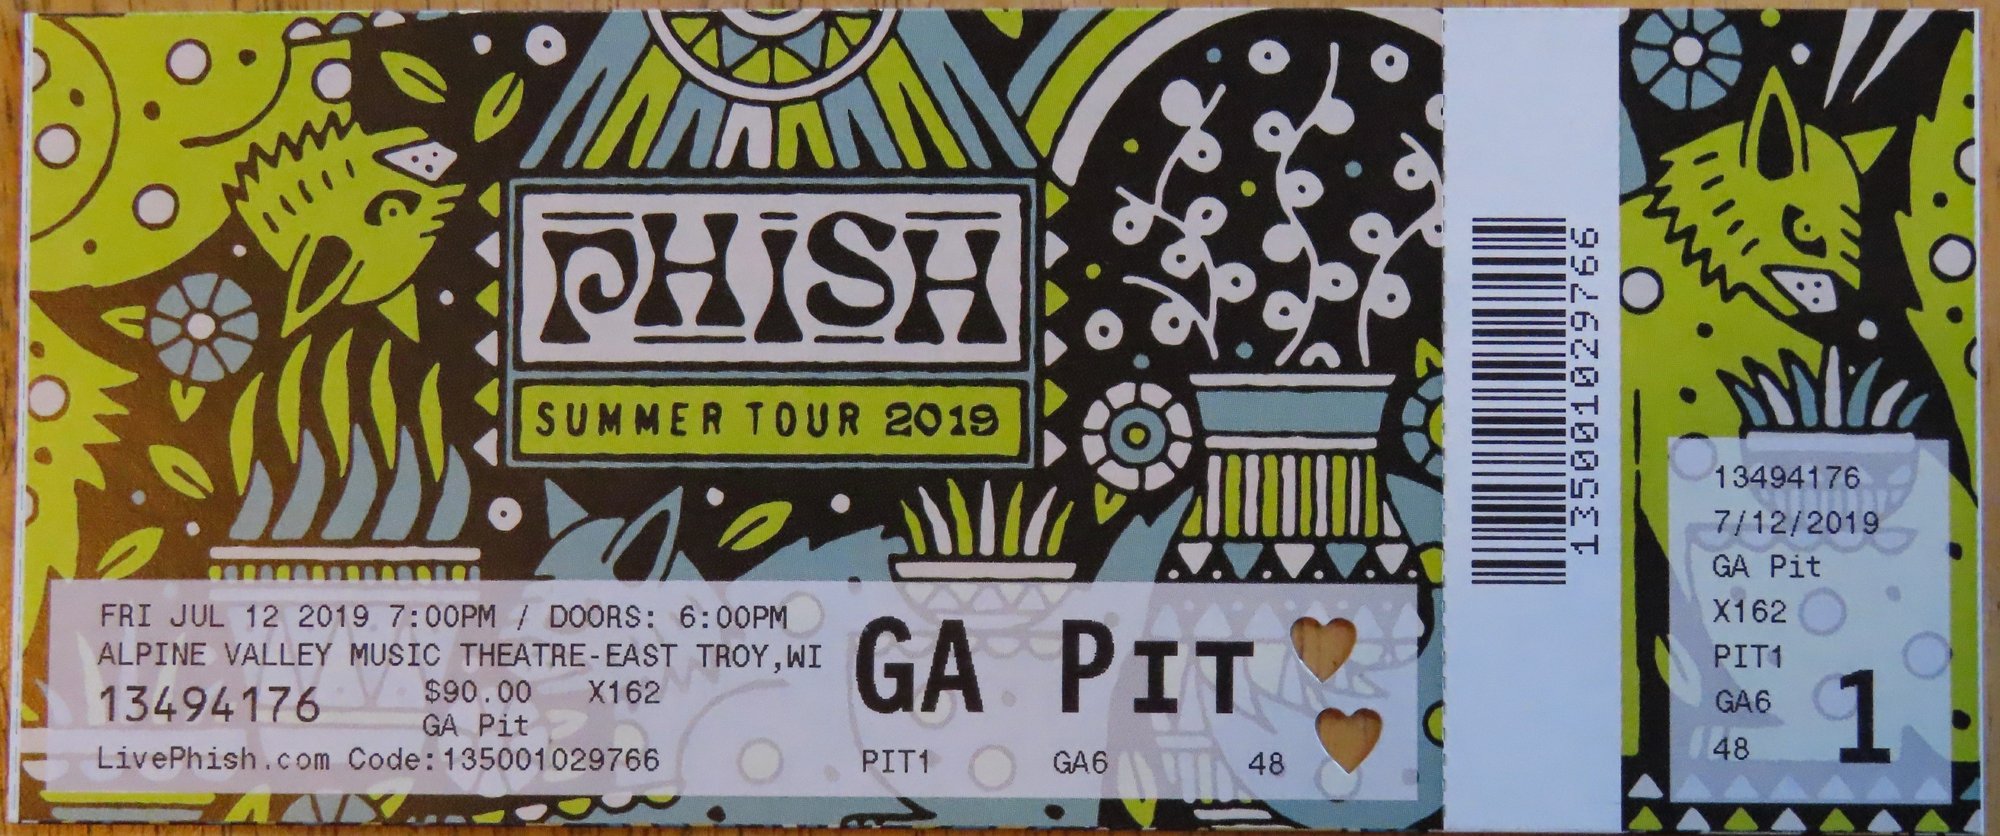 PHiSH
SUMMER TOUR 2019
FRI JUL 12 2019 7:00PM / DOORS: 6:00PM
ALPINE VALLEY MUSIC THEATRE-EAST TROY,WI
13494176 $90.00 X162
GA Pit
LivePhish.com Code:135001029766
GA PIT
PIT1 GA6 48
135001029766
13494176
7/12/2019
GA Pit
X162
PIT1
GA6
48
1